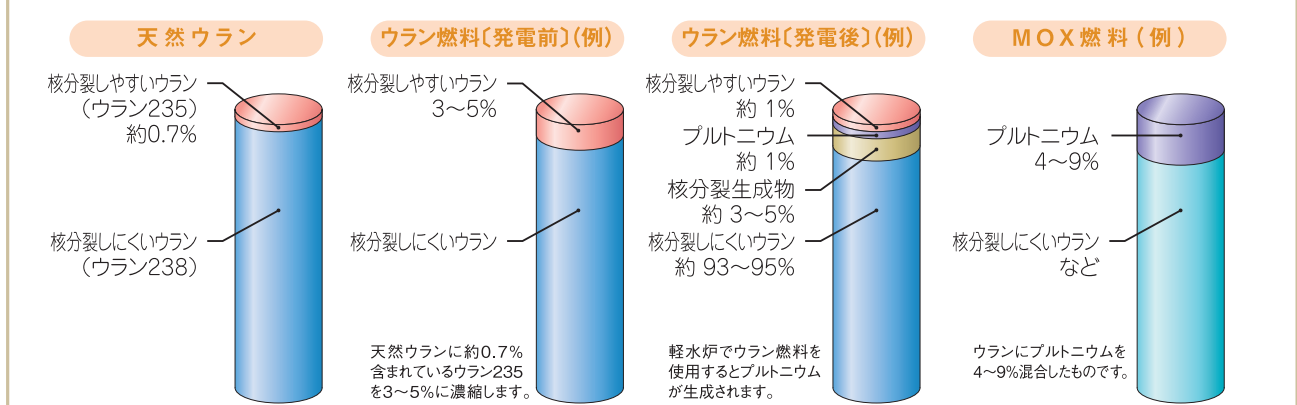 天然ウラン
核分裂しやすいウラン
(ウラン235)
約0.7%
核分裂しにくいウラン
(ウラン238)
ウラン燃料〔発電前〕(例)
核分裂しやすいウラン
3〜5%
核分裂しにくいウラン
天然ウランに約0.7%
含まれているウラン235
を3〜5%に濃縮します。
ウラン燃料〔発電後〕(例)
核分裂しやすいウラン
約 1%
プルトニウム
約 1%
核分裂生成物
約 3〜5%
核分裂しにくいウラン
約 93〜95%
軽水炉でウラン燃料を
使用するとプルトニウム
が生成されます。
MOX燃料(例)
プルトニウム
4〜9%
核分裂しにくいウラン
など
ウランにプルトニウムを
4〜9%混合したものです。